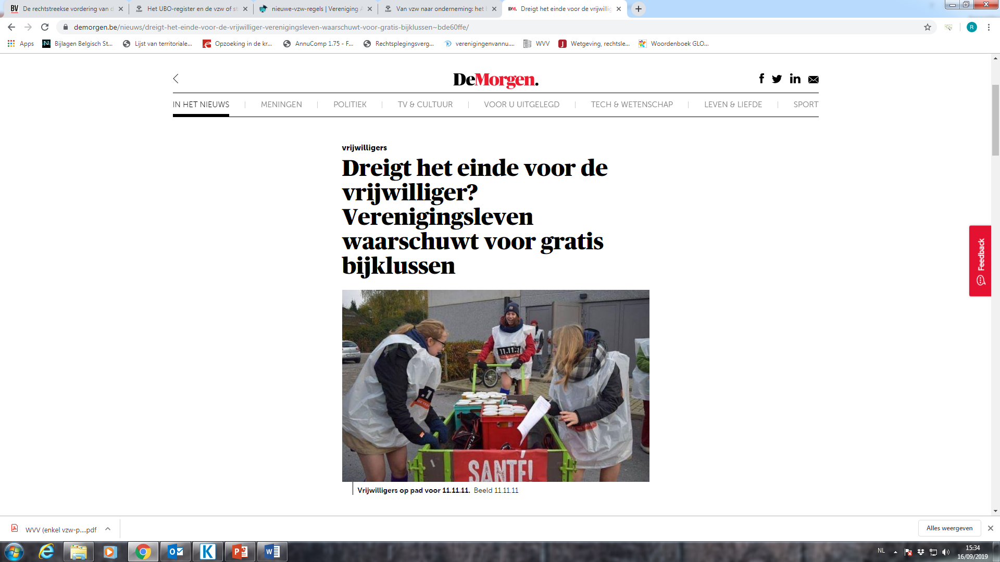 BV De rechtstreekse vordering van d
Het UBO-register en de vzw of st
nieuwe-vzw-regels | Vereniging A
Van vzw naar onderneming: het b
DM. Dreigt het einde voor de vrijwillig
demorgen.be/nieuws/dreigt-het-einde-voor-de-vrijwilliger-verenigingsleven-waarschuwt-voor-gratis-bijklussen~bde60ffe/
R
Apps
Bijlagen Belgisch St...
Lijst van territoriale...
Opzoeking in de kr...
AnnuComp 1.75 - F...
Rechtsplegingsverg...
verenigingenvannu....
WVV
Wetgeving, rechtsle...
Woordenboek GLO...
DeMorgen.
IN HET NIEUWS
MENINGEN
POLITIEK
TV & CULTUUR
VOOR U UITGELEGD
TECH & WETENSCHAP
LEVEN & LIEFDE
SPORT
vrijwilligers
Dreigt het einde voor de
vrijwilliger?
Verenigingsleven
waarschuwt voor gratis
bijklussen
Feedback
11.11.1
SANTÉ!
Vrijwilligers op pad voor 11.11.11. Beeld 11.11.11
WVV (enkel vzw-p....pdf
Alles weergeven
NL
15:34
16/09/2019